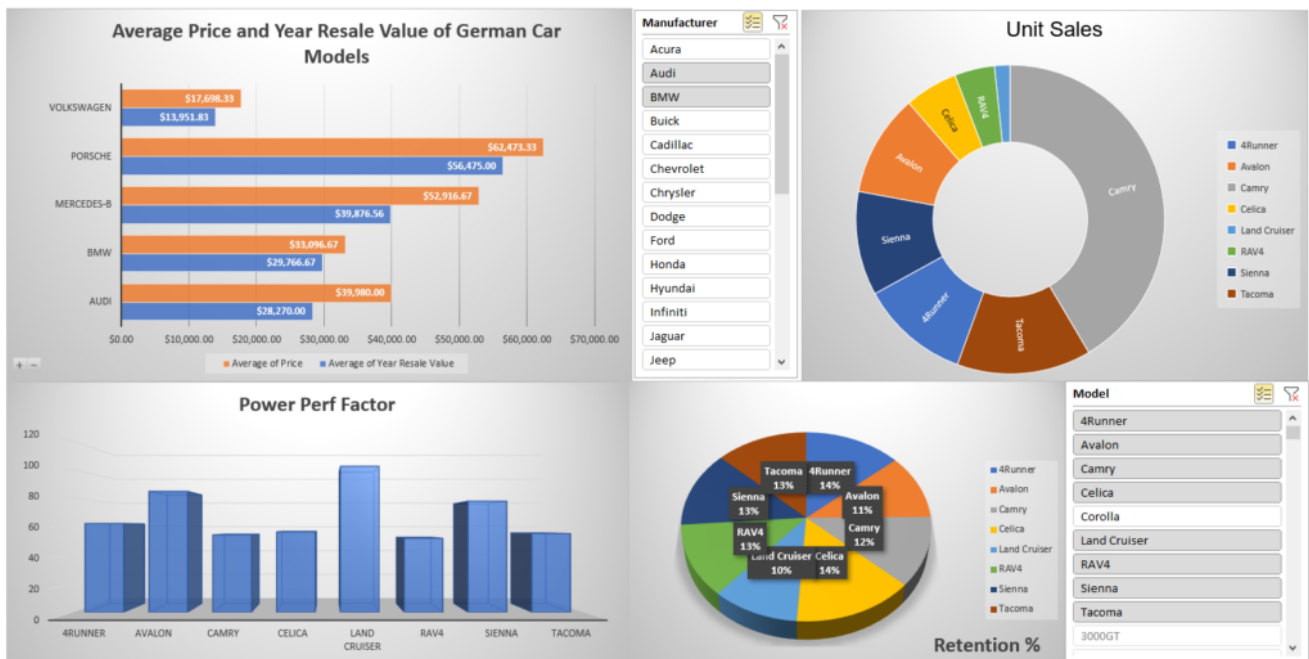 Average Price and Year Resale Value of German Car
Models
VOLKSWAGEN
$17,698.33
$13,951.83
PORSCHE
$62,473.33
$56,475.00
MERCEDES-B
$52,916.67
$39,876.56
BMW
$33,096.67
$29,766.67
AUDI
$39,980.00
$28,270.00
$0.00 $10,000.00 $20,000.00 $30,000.00 $40,000.00 $50,000.00 $60,000.00 $70,000.00
Average of Price Average of Year Resale Value
Manufacturer
Acura
Audi
BMW
Buick
Cadillac
Chevrolet
Chrysler
Dodge
Ford
Honda
Hyundai
Infiniti
Jaguar
Jeep
Unit Sales
RAV4
Celica
Avalon
Camry
Sienna
4Runner
Tacoma
4Runner
Avalon
Camry
Celica
Land Cruiser
RAV4
Sienna
Tacoma
Power Perf Factor
120
100
80
60
40
20
0
4RUNNER AVALON CAMRY CELICA LAND CRUISER RAV4 SIENNA TACOMA
Tacoma
13%
4Runner
14%
Sienna
13%
Avalon
11%
RAV4
13%
Camry
12%
Land Cruiser
10%
Celica
14%
4Runner
Avalon
Camry
Celica
Land Cruiser
RAV4
Sienna
Tacoma
Retention %
Model
4Runner
Avalon
Camry
Celica
Corolla
Land Cruiser
RAV4
Sienna
Tacoma
3000GT